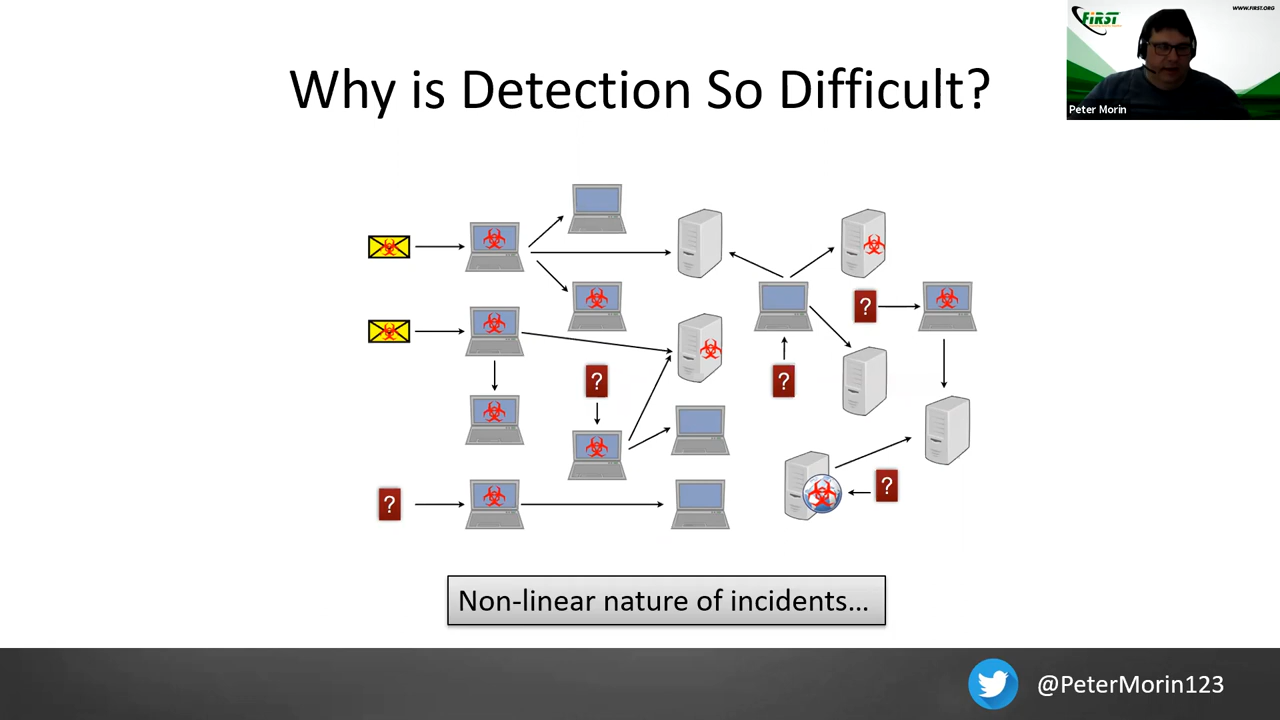 FIRST
WWW.FIRST.ORG
Peter Morin
Why is Detection So Difficult?
?
?
?
?
?
Non-linear nature of incidents...
@PeterMorin123